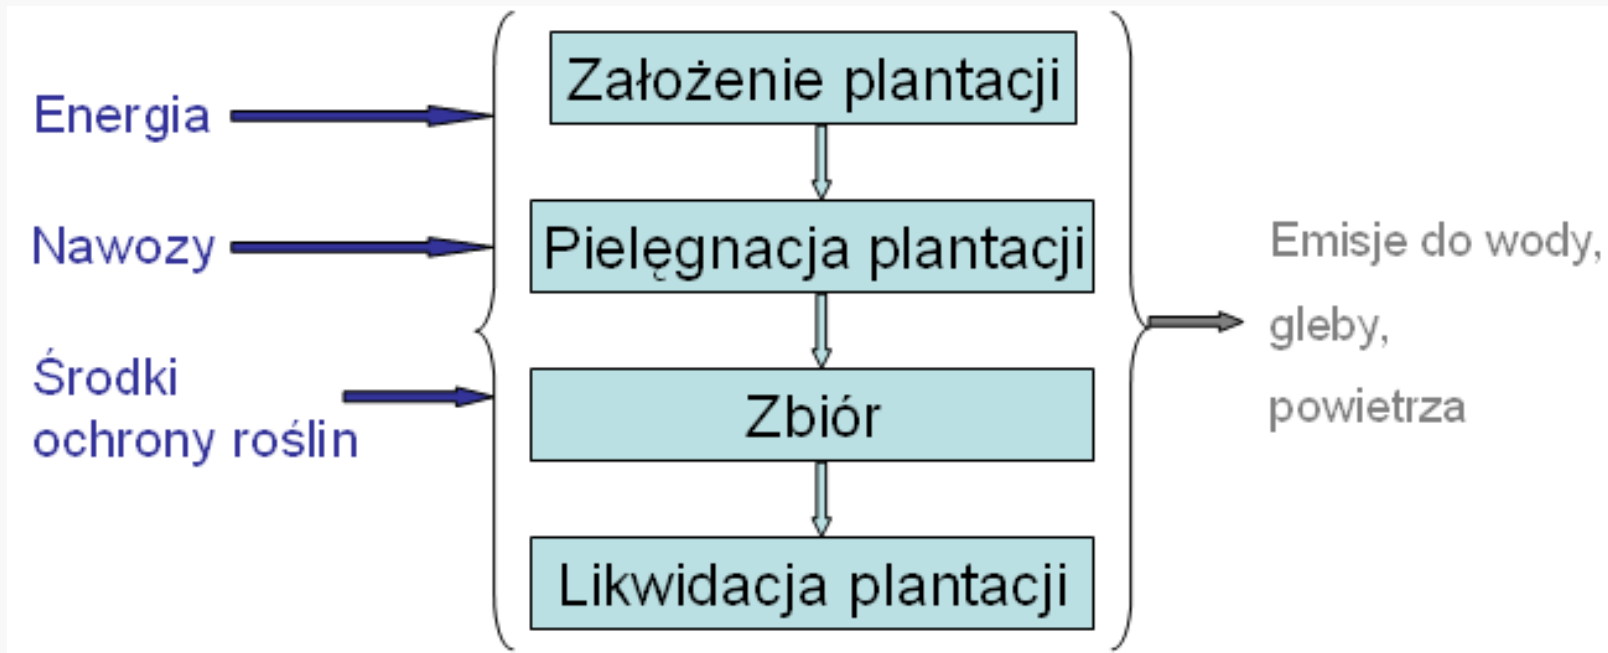 Energia
Nawozy
Środki
ochrony roślin
Założenie plantacji
Pielęgnacja plantacji
Zbiór
Likwidacja plantacji
Emisje do wody,
gleby,
powietrza